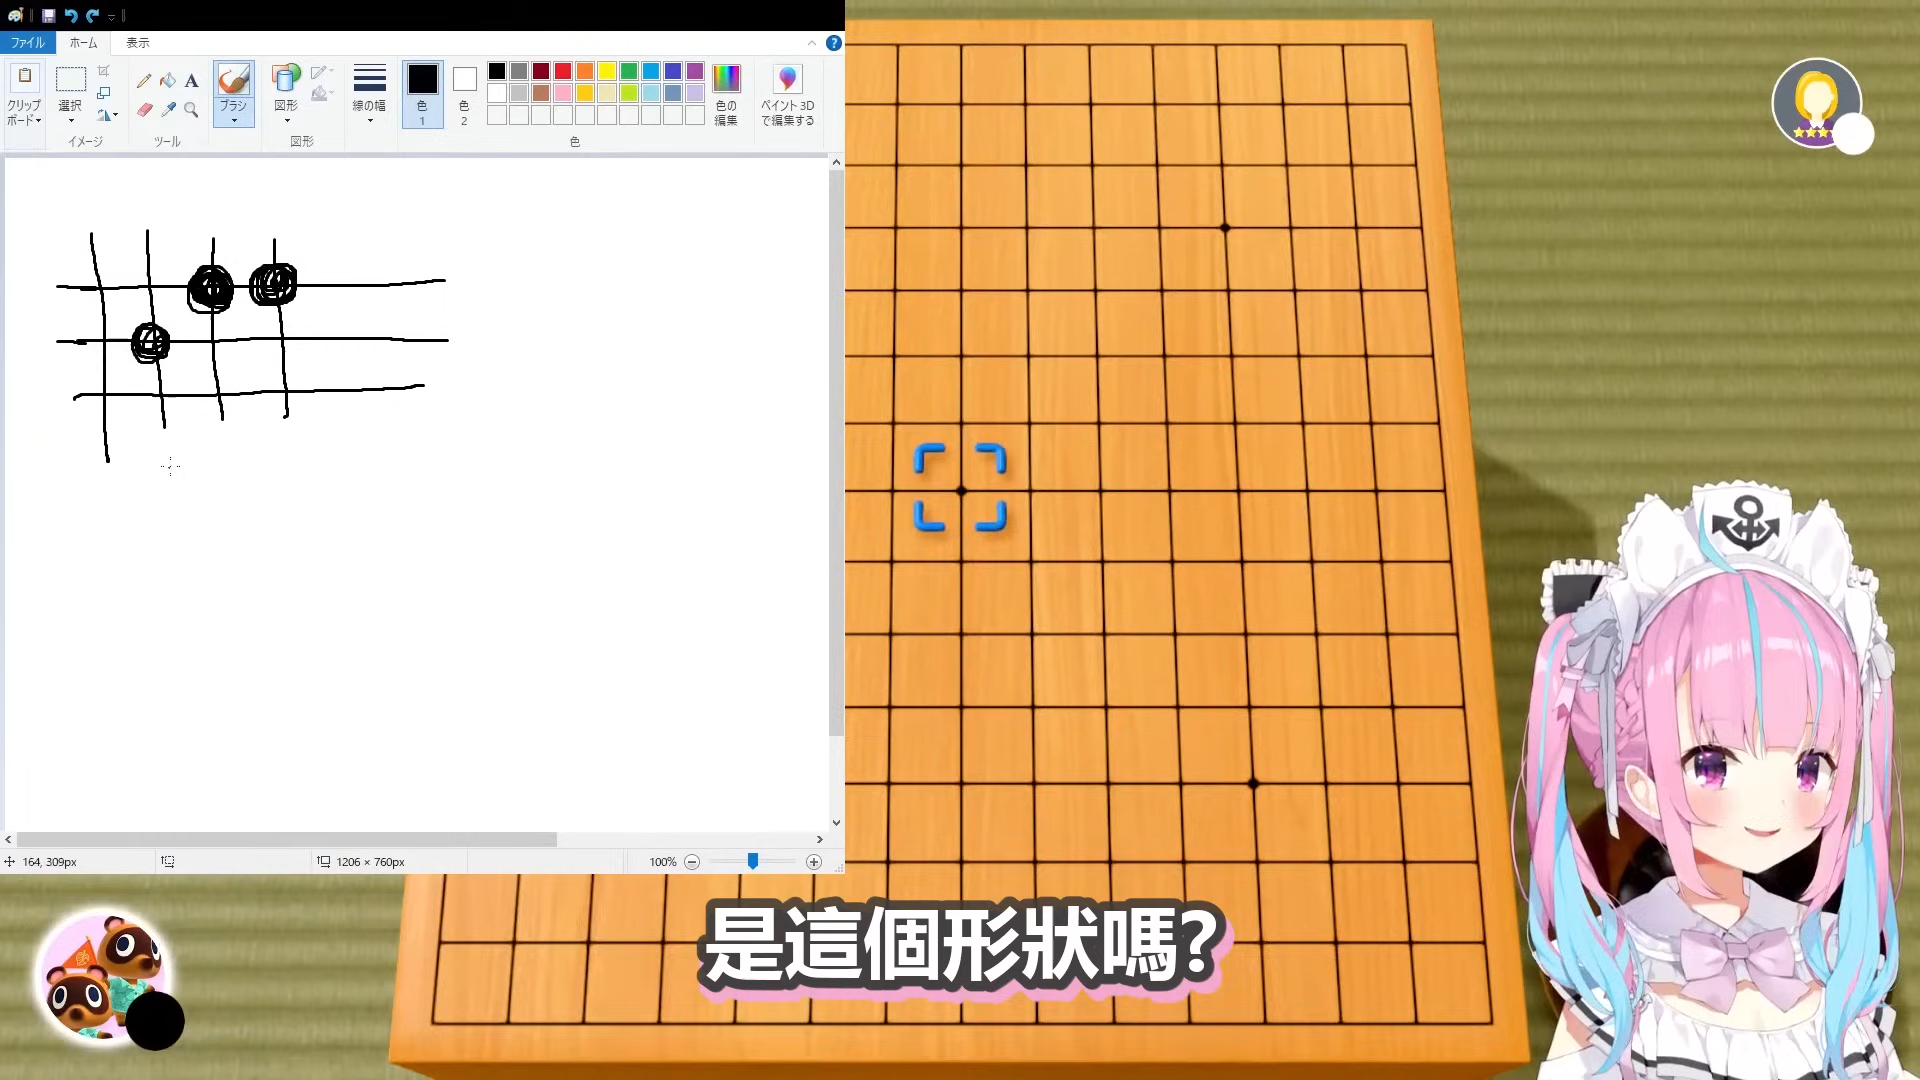 ファイル ホーム 表示
クリップボード 選択 ブラシ 図形 線の幅 色 1 色 2 色の編集 ペイント 3D で編集する
イメージ ツール 図形 色
164, 309px 1206 × 760px 100%
是這個形狀嗎?